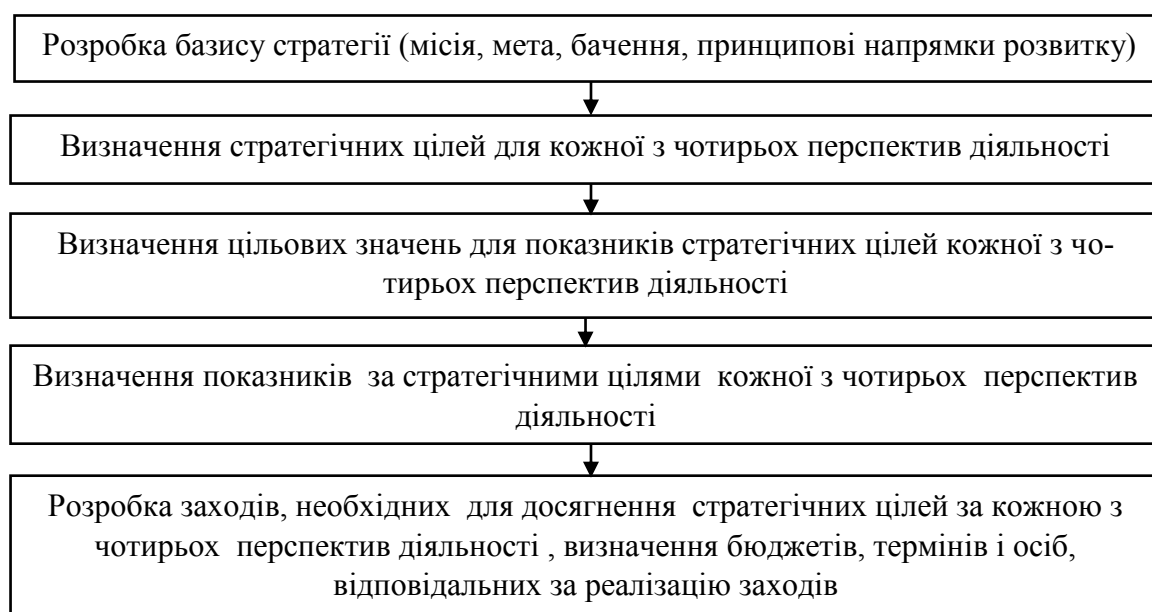 Розробка базису стратегії (місія, мета, бачення, принципові напрямки розвитку)
Визначення стратегічних цілей для кожної з чотирьох перспектив діяльності
Визначення цільових значень для показників стратегічних цілей кожної з чо-
тирьох перспектив діяльності
Визначення показників за стратегічними цілями кожної з чотирьох перспектив
діяльності
Розробка заходів, необхідних для досягнення стратегічних цілей за кожною з
чотирьох перспектив діяльності , визначення бюджетів, термінів і осіб,
відповідальних за реалізацію заходів